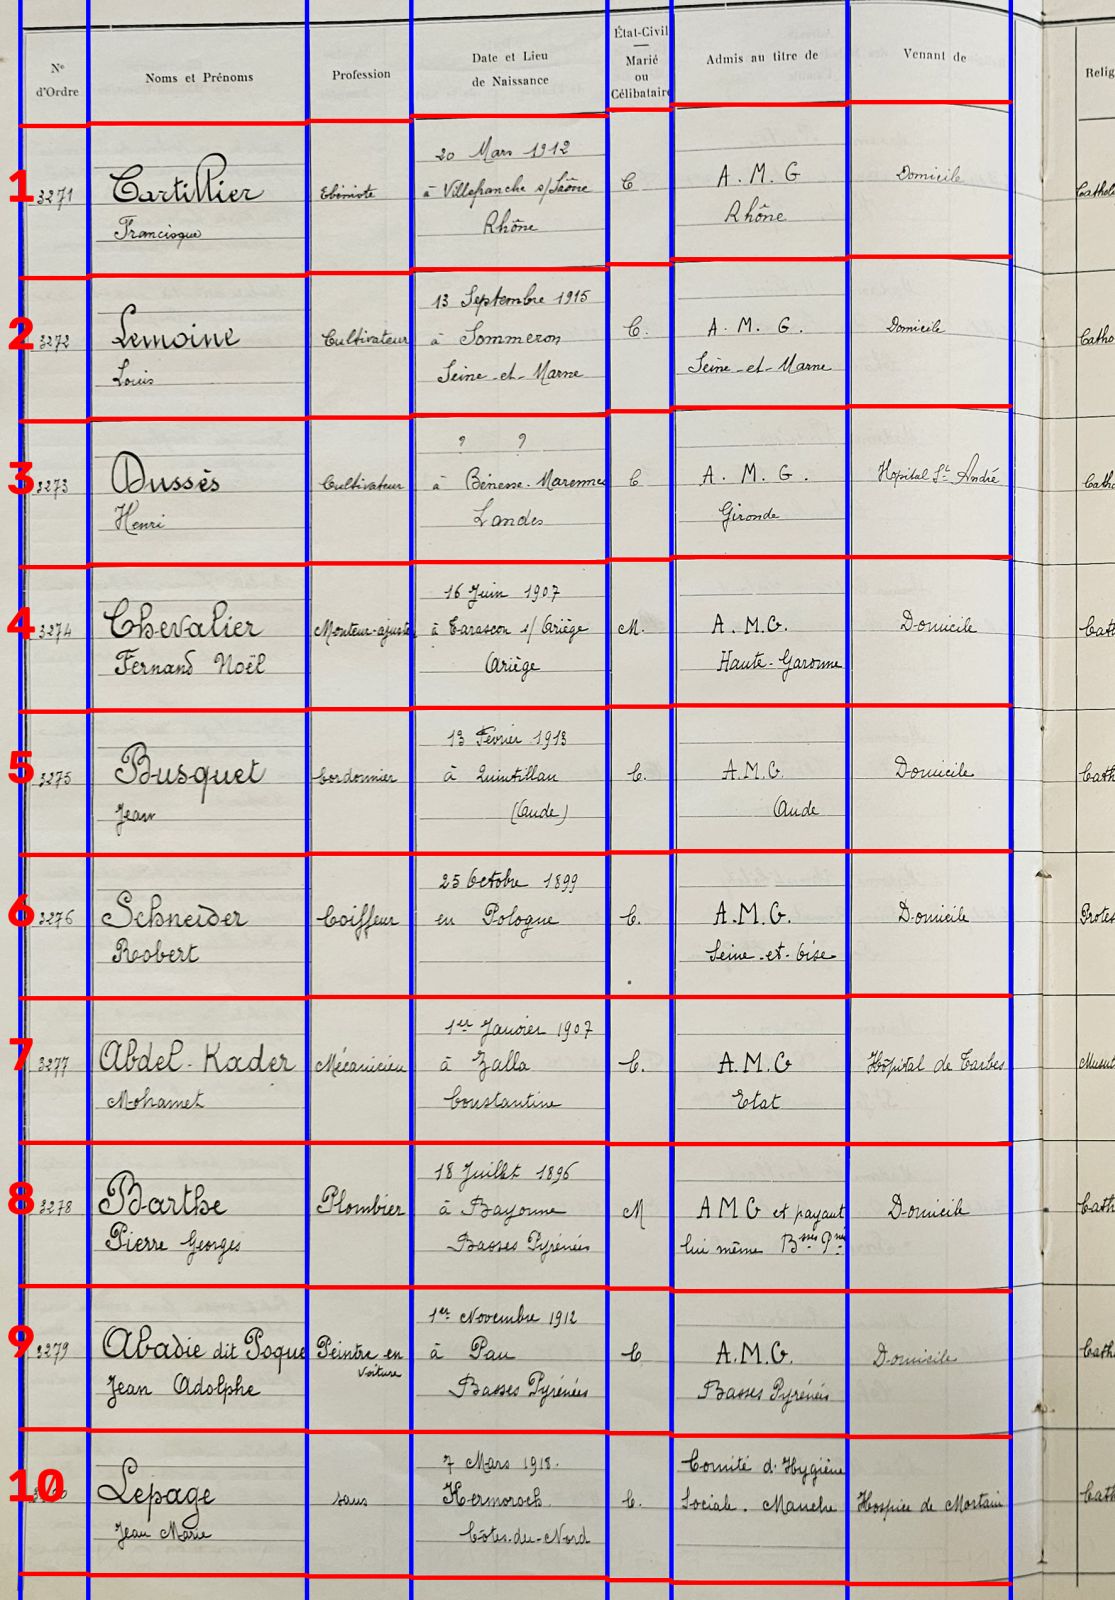 N°
d'Ordre
Noms et Prénoms
Profession
Date et Lieu
de Naissance
État-Civil
Marié
ou
Célibataire
Admis au titre de
Venant de
Relig
1
3271
Cartillier
Francisque
Ebéniste
20 Mars 1912
à Villefranche s/Saône
Rhône
C
A. M. G
Rhône
Domicile
Cathol
2
3272
Lemoine
Louis
Cultivateur
13 Septembre 1915
à Sommeron
Seine-et-Marne
C.
A. M. G.
Seine-et-Marne
Domicile
Catho
3
3273
Dussès
Henri
Cultivateur
? ?
à Bénesse-Maremnes
Landes
C
A. M. G.
Gironde
Hôpital St André
Catho
4
3274
Chevalier
Fernand Noël
Monteur-ajuste
16 Juin 1907
à Tarascon s/ Ariège
Ariège
M.
A. M.G.
Haute-Garonne
Domicile
Cath
5
3275
Busquet
Jean
Cordonnier
13 Février 1913
à Quintillan
(Aude)
C.
A.M.G.
Aude
Domicile
Cath
6
3276
Schneider
Robert
Coiffeur
25 Octobre 1899
en Pologne
C.
A.M.G.
Seine-et-Oise
Domicile
Protes
7
3277
Abdel-Kader
Mohamet
Mécanicien
1er Janvier 1907
à Zalla
Constantine
C.
A.M.G
Etat
Hôpital de Tarbes
Musul
8
3278
Barthe
Pierre Georges
Plombier
18 Juillet 1896
à Bayonne
Basses Pyrénées
M
A M G et payant
lui même Bsses Pnées
Domicile
Cath
9
3279
Abadie dit Poque
Jean Adolphe
Peintre en
voiture
1er Novembre 1912
à Pau
Basses Pyrénées
C
A.M.G.
Basses Pyrénées
Domicile
Cath
10
Lepage
Jean Marie
sans
7 Mars 1918.
Kermoroch
Côtes-du-Nord
C.
Comité d'Hygiène
Sociale. Manche
Hospice de Mortain
Cath